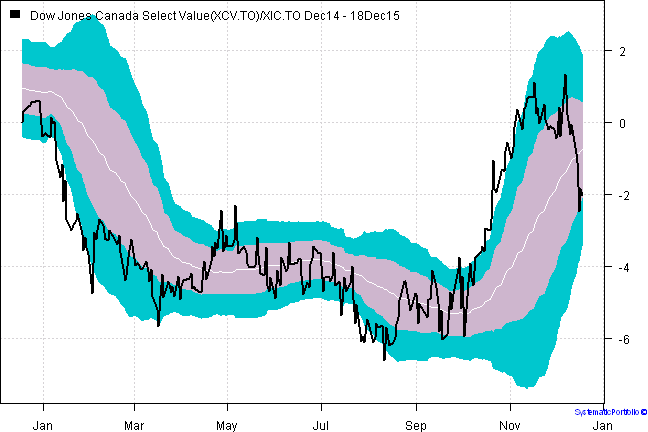 Dow Jones Canada Select Value(XCV.TO)/XIC.TO Dec14 - 18Dec15
2
0
-2
-4
-6
SystematicPortfolio ©
Jan Mar May Jul Sep Nov Jan